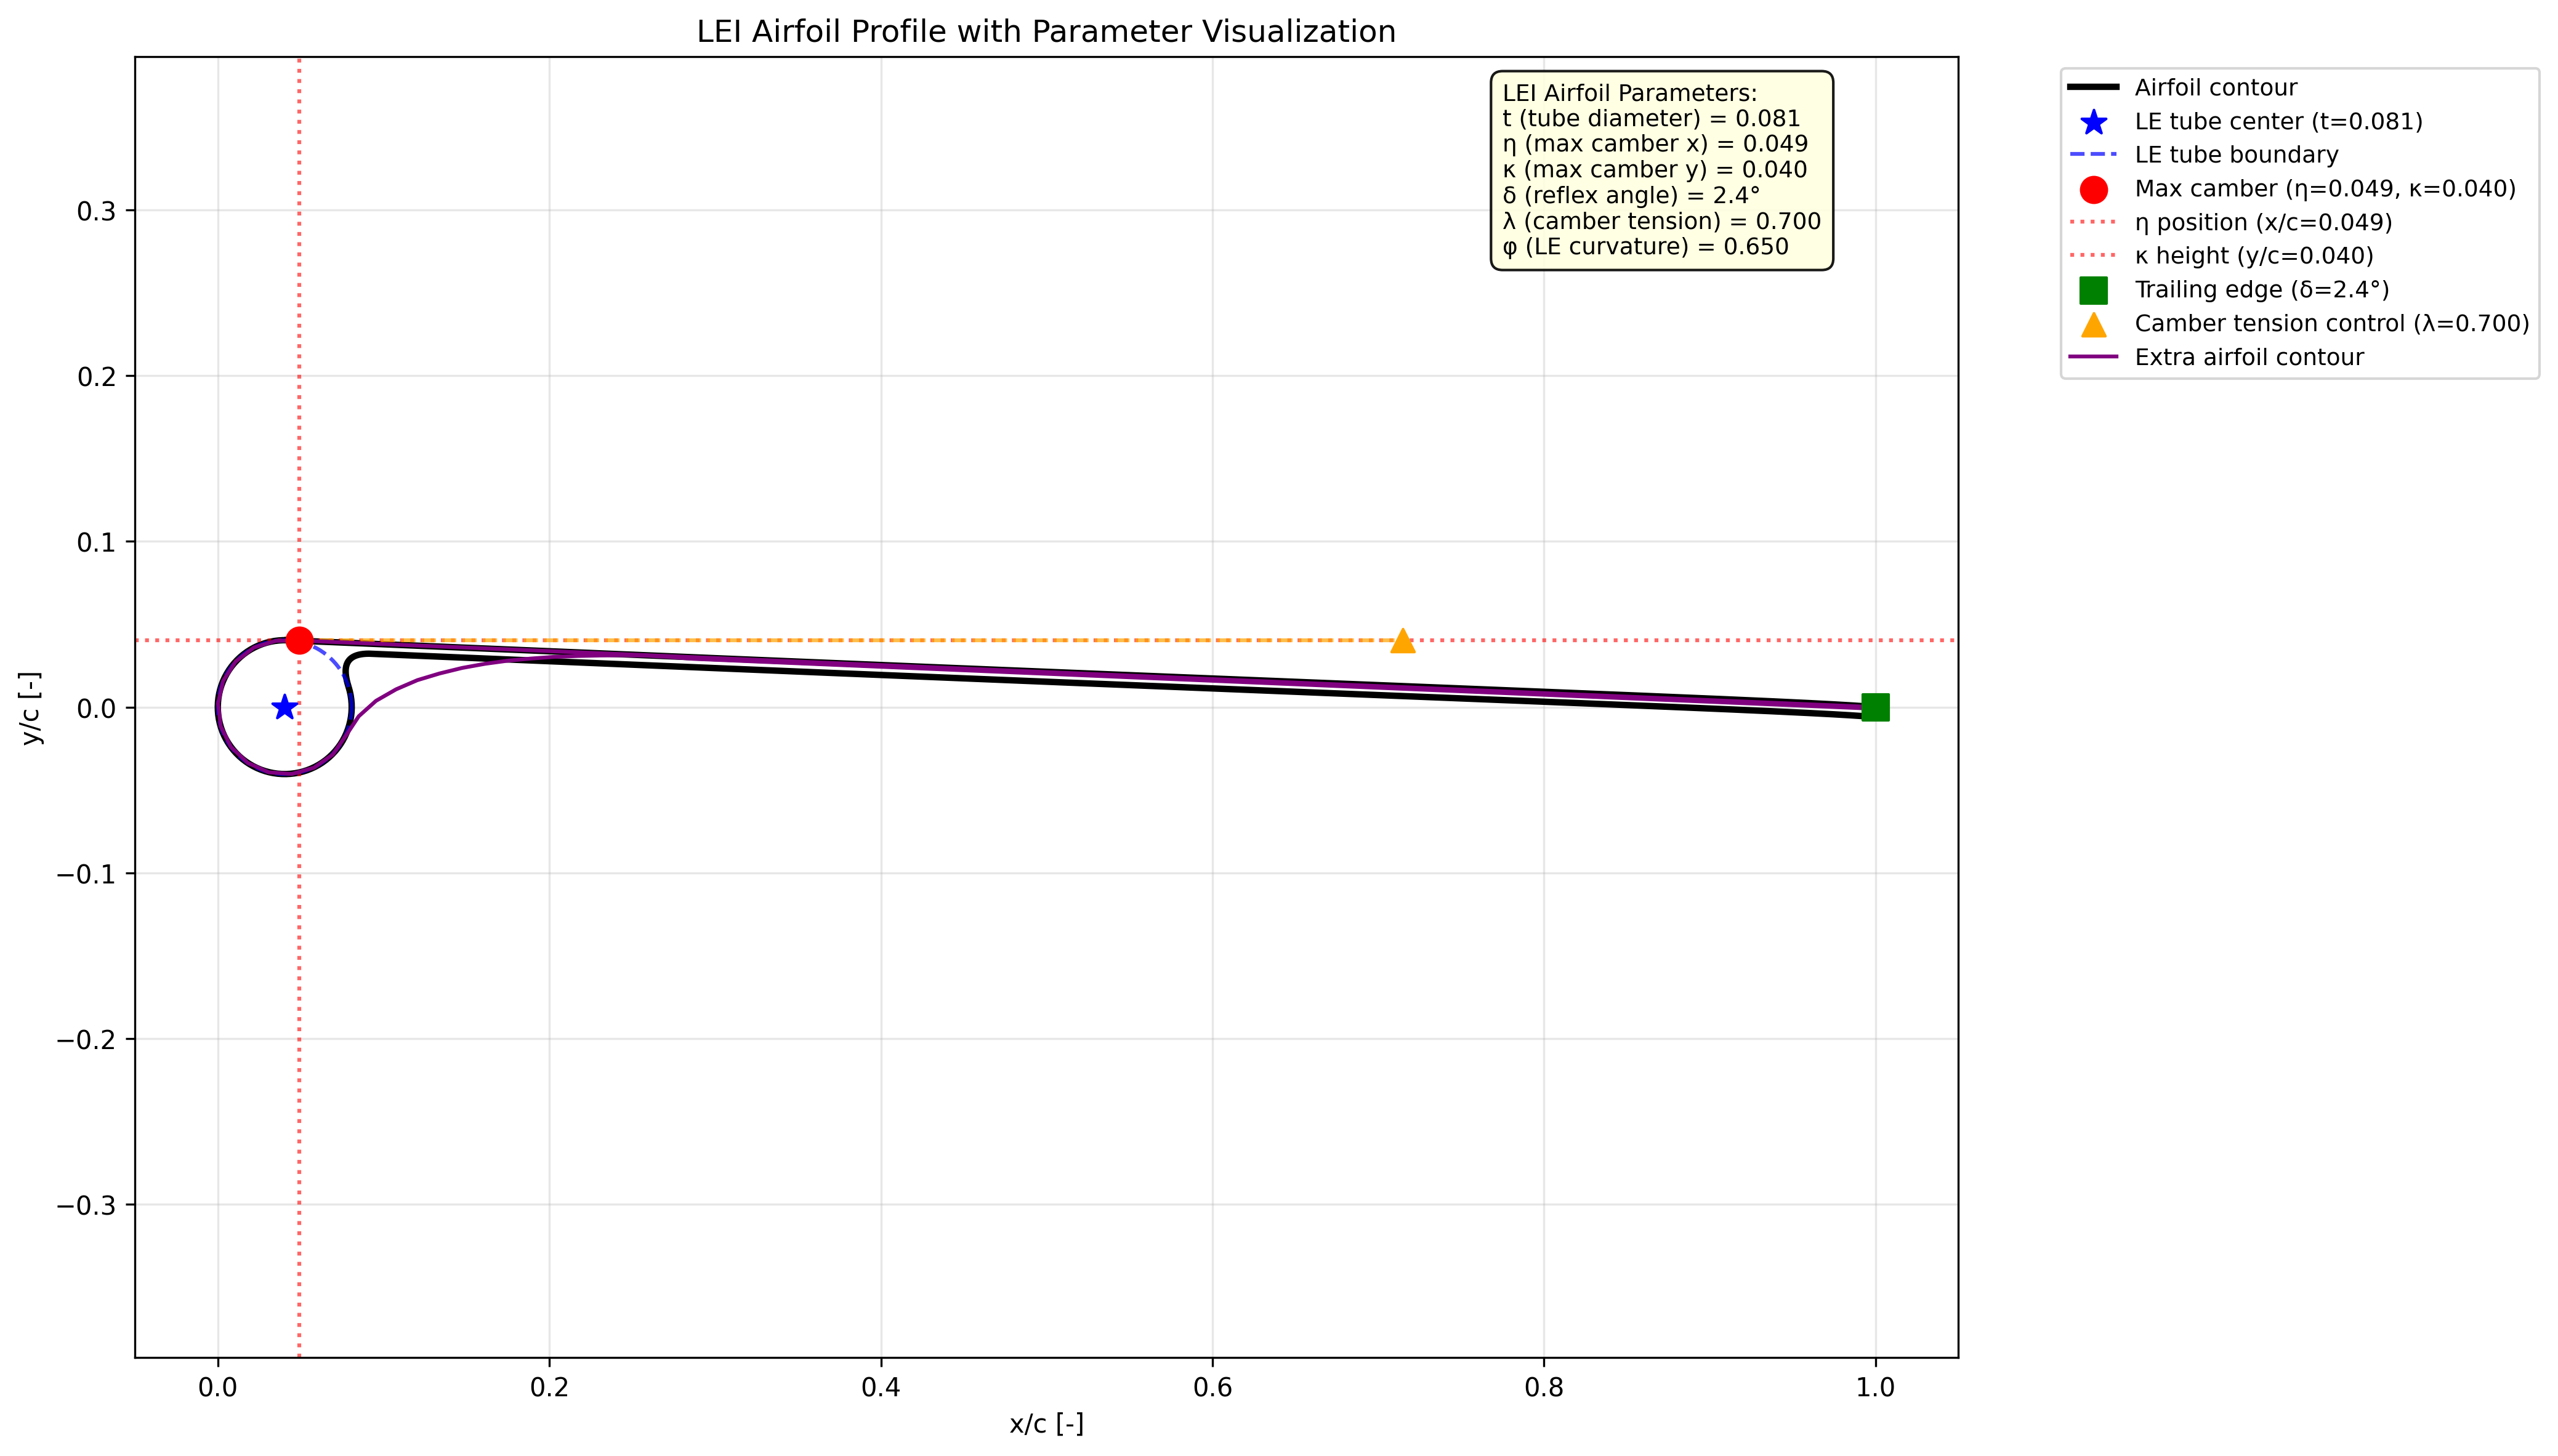 LEI Airfoil Profile with Parameter Visualization
LEI Airfoil Parameters:
t (tube diameter) = 0.081
η (max camber x) = 0.049
κ (max camber y) = 0.040
δ (reflex angle) = 2.4°
λ (camber tension) = 0.700
φ (LE curvature) = 0.650
Airfoil contour
LE tube center (t=0.081)
LE tube boundary
Max camber (η=0.049, κ=0.040)
η position (x/c=0.049)
κ height (y/c=0.040)
Trailing edge (δ=2.4°)
Camber tension control (λ=0.700)
Extra airfoil contour
y/c [-]
0.3
0.2
0.1
0.0
−0.1
−0.2
−0.3
0.0 0.2 0.4 0.6 0.8 1.0
x/c [-]